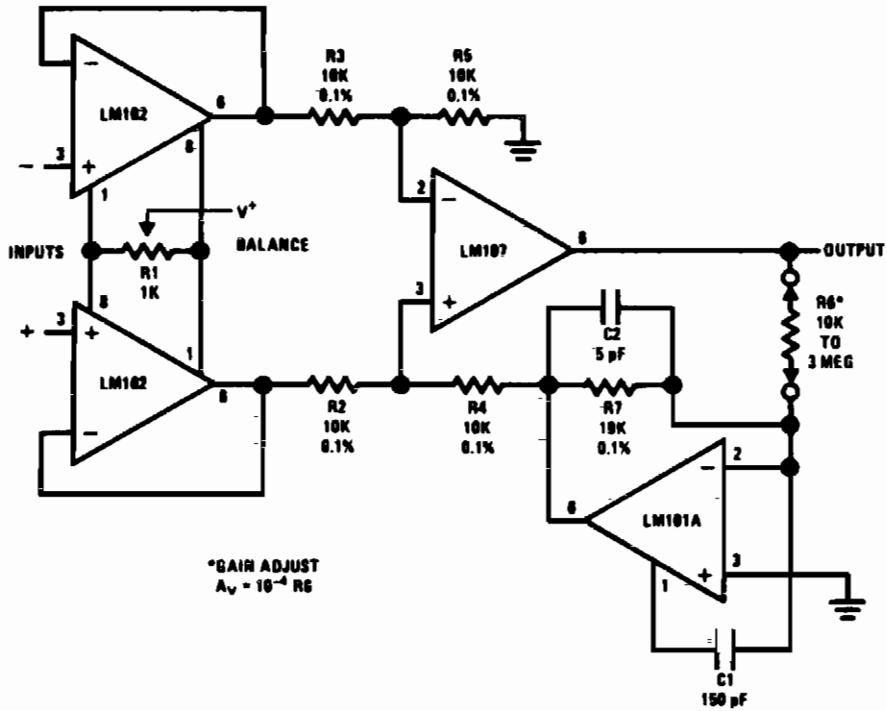 R3
10K
0.1%
R5
10K
0.1%
−
LM102
6
8
−
3
+
1
2
−
LM107
6
3
+
V+
INPUTS
R1
1K
BALANCE
OUTPUT
8
+
3
+
1
LM102
6
−
R2
10K
0.1%
R4
10K
0.1%
C2
5 pF
R7
10K
0.1%
R6*
10K
TO
3 MEG
2
−
6
LM101A
3
+
1
*GAIN ADJUST
AV = 10−4 R6
C1
150 pF